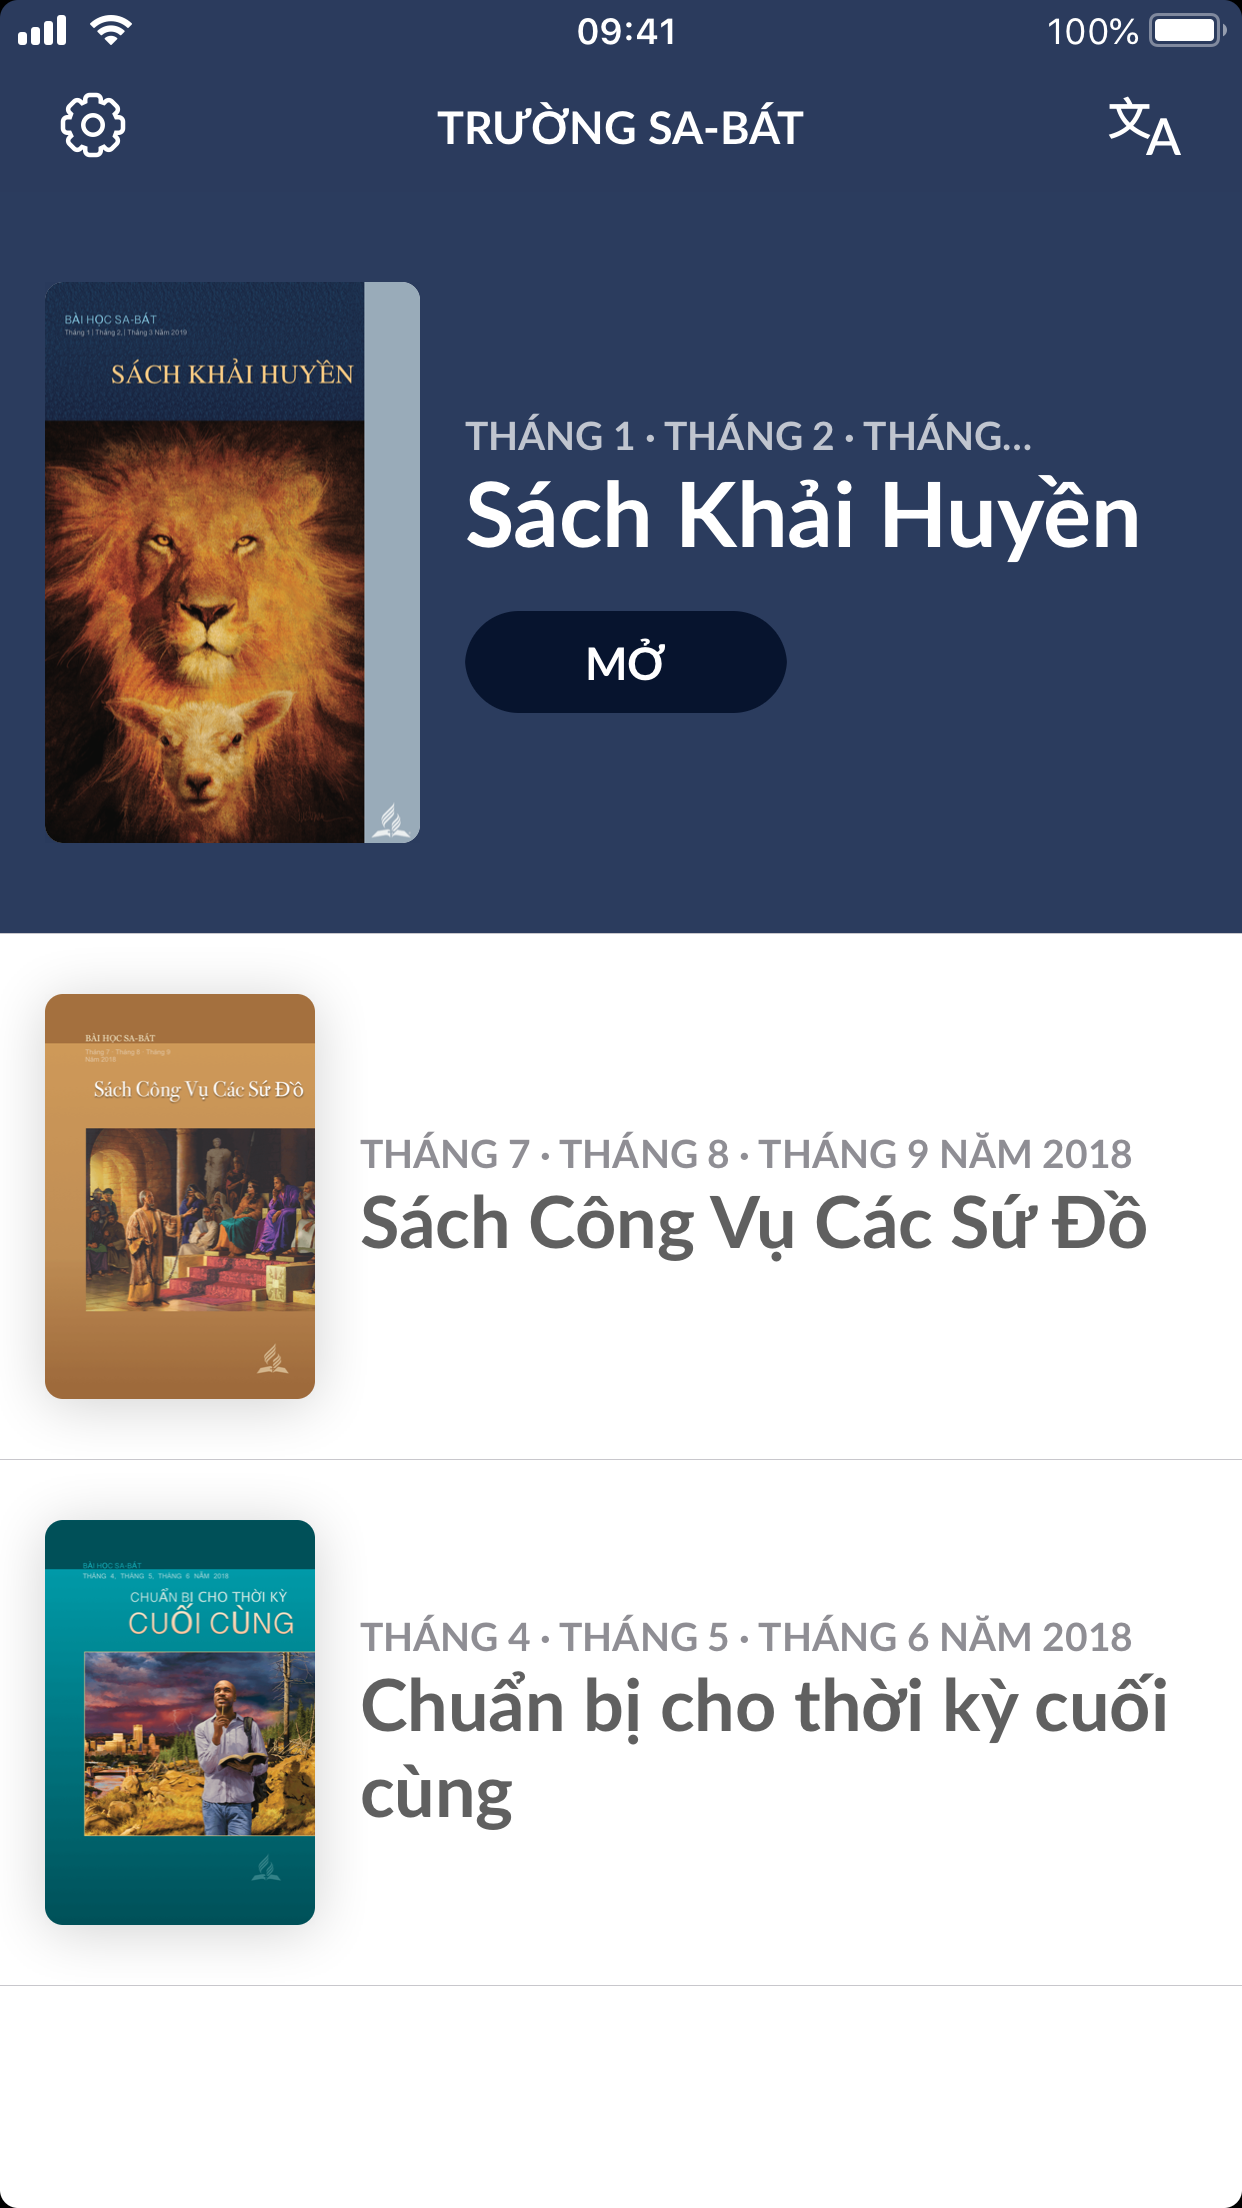 09:41
100%
TRƯỜNG SA-BÁT
文A
BÀI HỌC SA-BÁT
Tháng 1 | Tháng 2, | Tháng 3 Năm 2019
SÁCH KHẢI HUYỀN
THÁNG 1 · THÁNG 2 · THÁNG...
Sách Khải Huyền
MỞ
BÀI HỌC SA-BÁT
Tháng 7 · Tháng 8 · Tháng 9
Năm 2018
Sách Công Vụ Các Sứ Đồ
THÁNG 7 · THÁNG 8 · THÁNG 9 NĂM 2018
Sách Công Vụ Các Sứ Đồ
BÀI HỌC SA-BÁT
THÁNG 4, THÁNG 5, THÁNG 6 NĂM 2018
CHUẨN BỊ CHO THỜI KỲ
CUỐI CÙNG
THÁNG 4 · THÁNG 5 · THÁNG 6 NĂM 2018
Chuẩn bị cho thời kỳ cuối
cùng